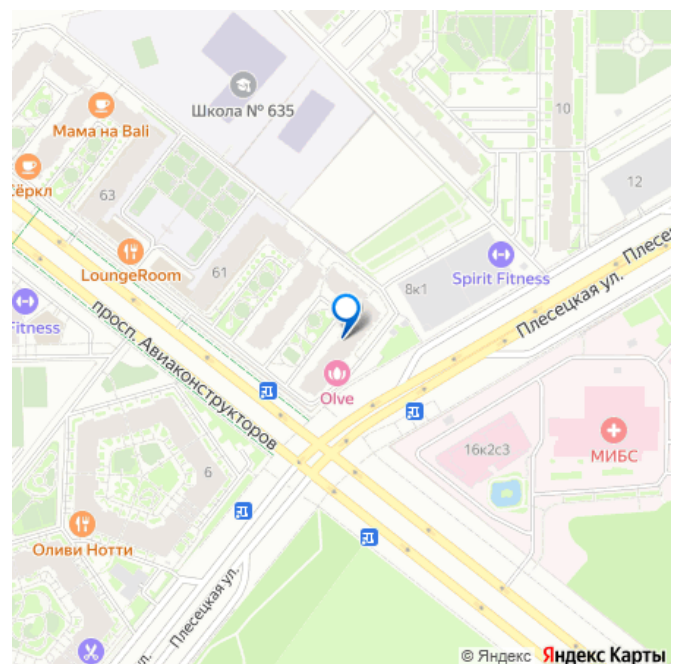 Школа № 635
10
Мама на Bali
12
63
LoungeRoom
61
Spirit Fitness
8к1
Плесецкая ул.
Fitness
просп. Авиаконструкторов
Olve
16к2с3
МИБС
6
Оливи Нотти
Плесецкая ул.
© Яндекс Яндекс Карты